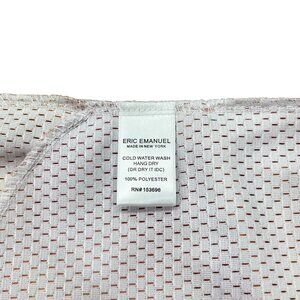 ERIC EMANUEL
MADE IN NEW YORK
COLD WATER WASH
HANG DRY
(OR DRY IT IDC)
100% POLYESTER
RN#153696